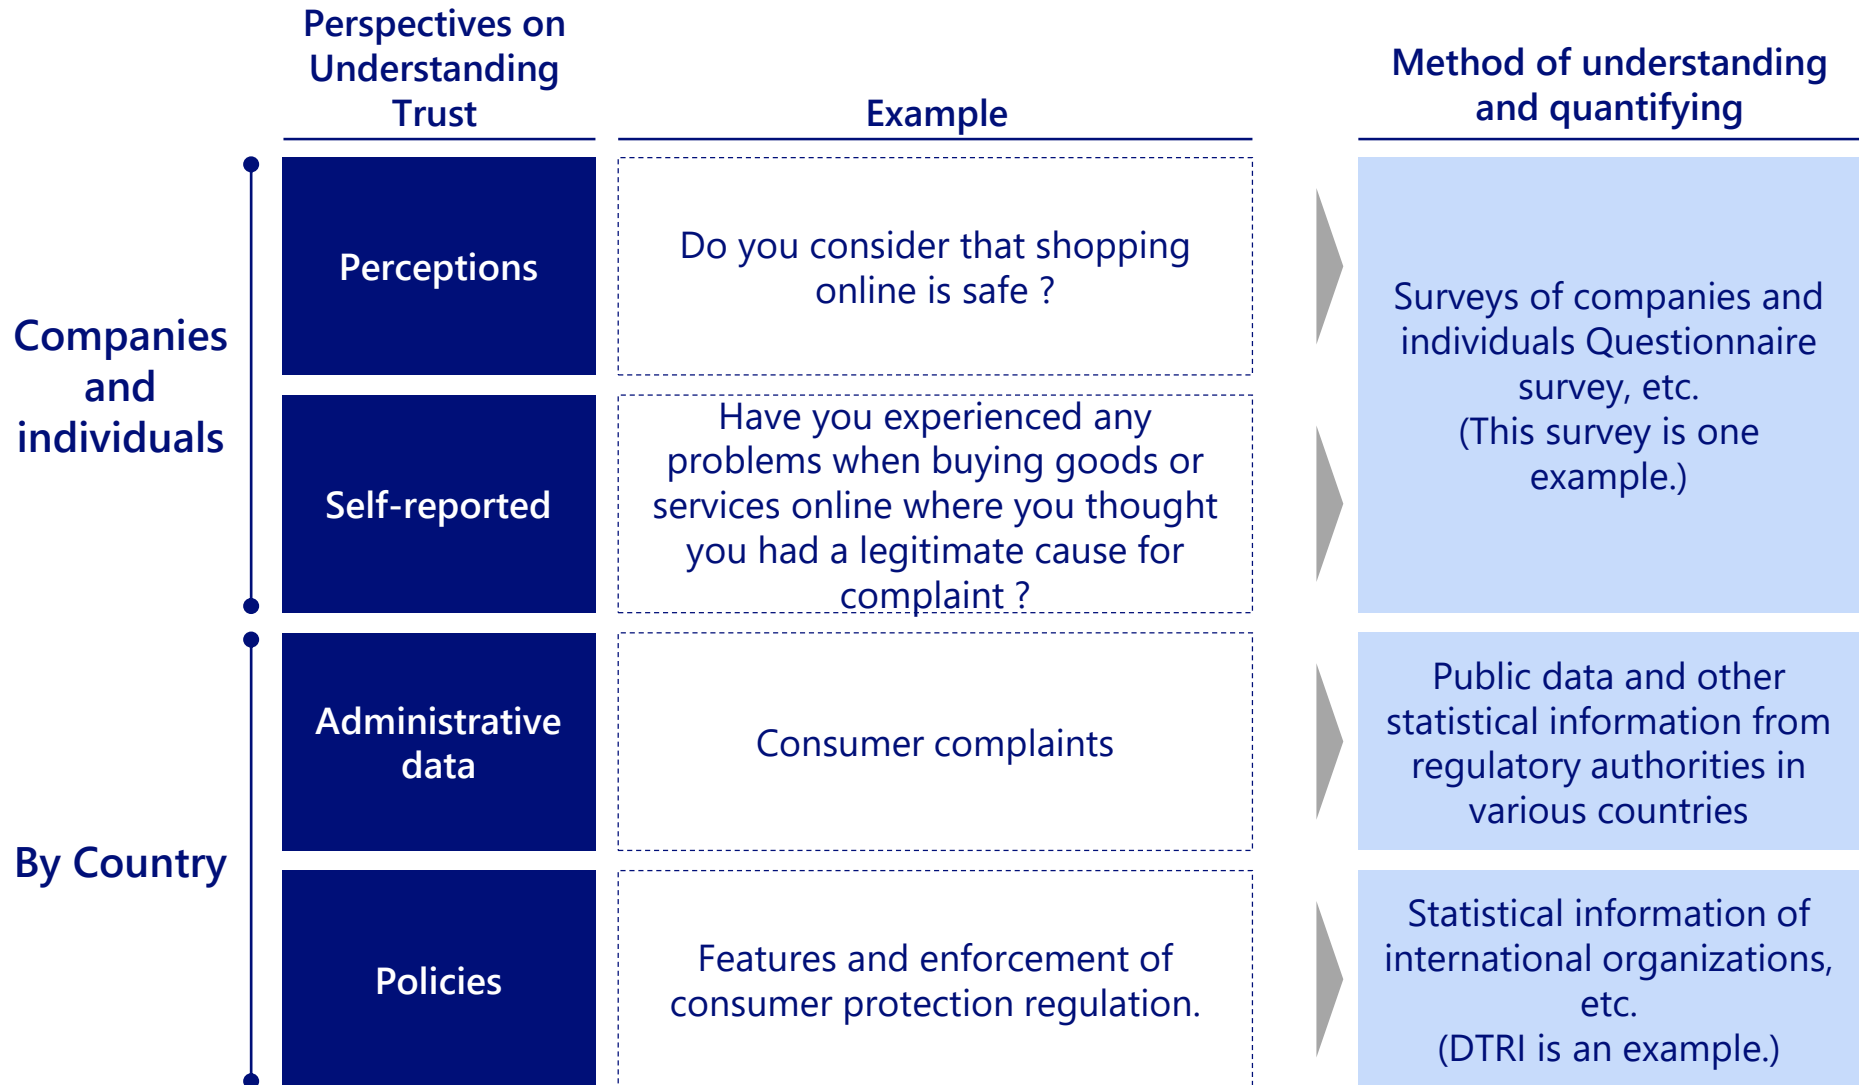 Perspectives on
Understanding
Trust
Example
Method of understanding
and quantifying
Companies
and
individuals
Perceptions
Do you consider that shopping
online is safe ?
Surveys of companies and
individuals Questionnaire
survey, etc.
(This survey is one
example.)
Self-reported
Have you experienced any
problems when buying goods or
services online where you thought
you had a legitimate cause for
complaint ?
By Country
Administrative
data
Consumer complaints
Public data and other
statistical information from
regulatory authorities in
various countries
Policies
Features and enforcement of
consumer protection regulation.
Statistical information of
international organizations,
etc.
(DTRI is an example.)